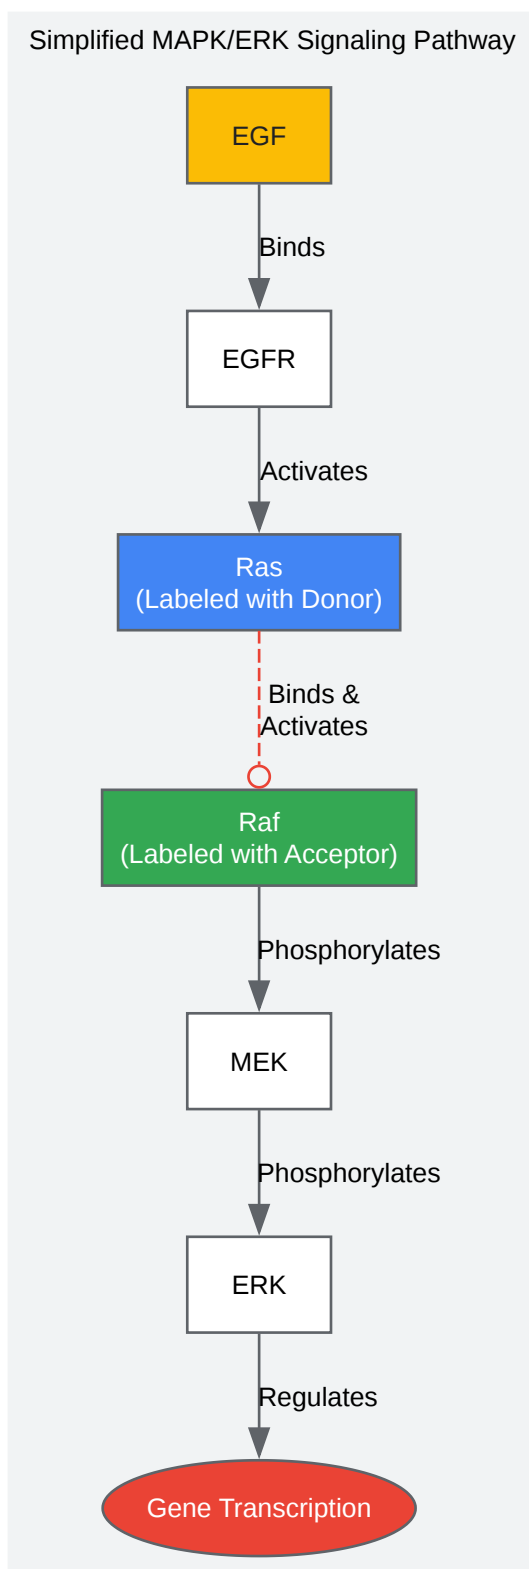 Simplified MAPK/ERK Signaling Pathway
EGF
Binds
EGFR
Activates
Ras
(Labeled with Donor)
Binds &
Activates
Raf
(Labeled with Acceptor)
Phosphorylates
MEK
Phosphorylates
ERK
Regulates
Gene Transcription